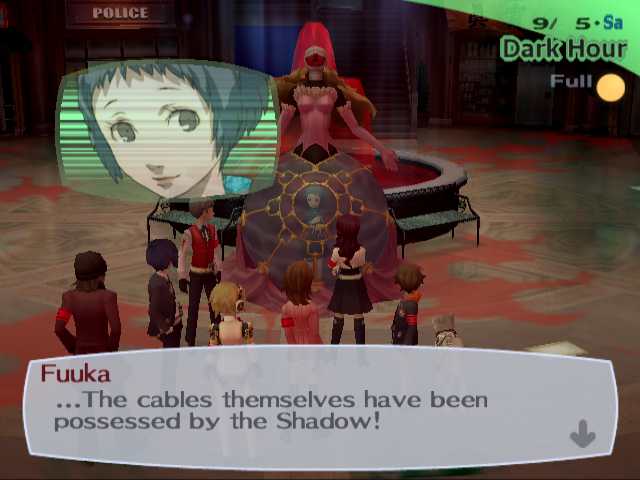 POLICE
9/ 5・Sa
Dark Hour
Full
Fuuka
...The cables themselves have been
possessed by the Shadow!